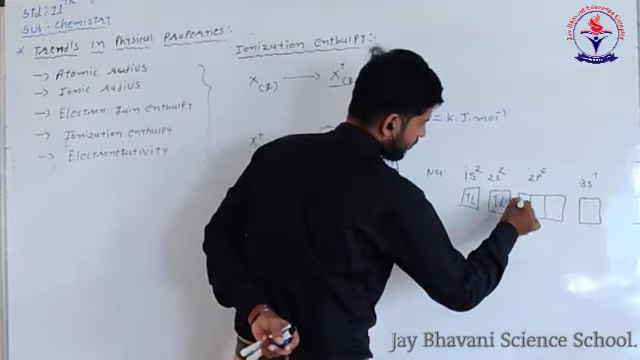 Std:11th
Sub:- Chemistry
* Trends in Physical Properties:-
→ Atomic radius
→ Ionic radius
→ Electron gain enthalpy
→ Ionization enthalpy
→ Electronegativity
Ionization Enthalpy:-
X(g) → X+(g)
X+
= KJ.mol-1
Na: 1s2 2s2 2p6 3s1
Jay Bhavani Science School.